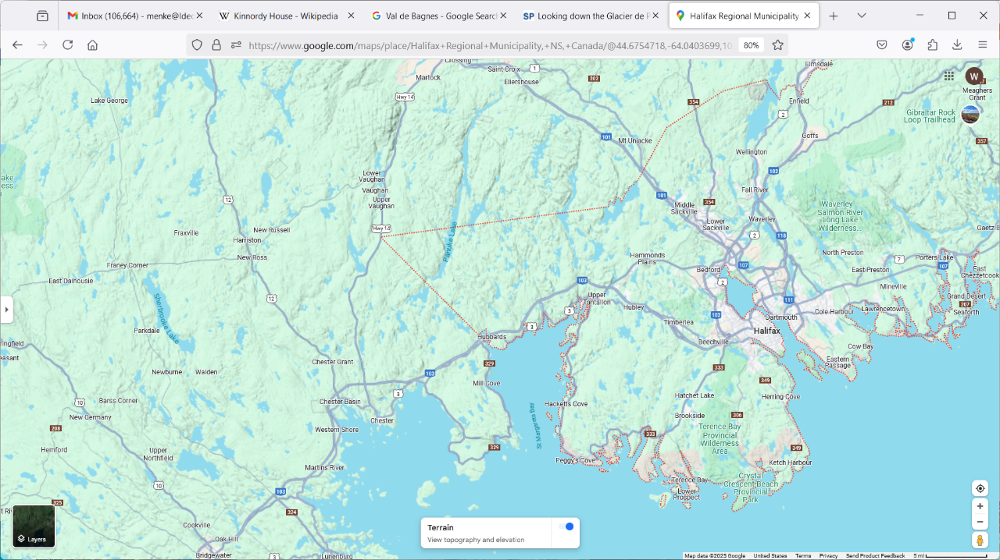 Inbox (106,664) - menke@Ide
Kinnordy House - Wikipedia
Val de Bagnes - Google Searc
Looking down the Glacier de P
Halifax Regional Municipality
https://www.google.com/maps/place/Halifax+Regional+Municipality,+NS,+Canada/@44.6754718,-64.0403699,10
80%
Crossing
Saint Croix
1
Elmsdale
Martock
Ellershouse
202
W
Meaghers
Grant
Lake George
Hwy 14
354
Enfield
212
2
Gibraltar Rock
Loop Trailhead
101
Mt Uniacke
Goffs
357
Wellington
Lower
Vaughan
102
Vaughan
Upper
Vaughan
Fall River
101
354
Middle
Sackville
12
Waverley
Salmon River
Long Lake
Wilderness...
Waverley
Lower
Sackville
Hwy 14
Fraxville
New Russell
Panuke Lake
2
118
Gaetz B
Harriston
New Ross
Hammonds
Plains
North Preston
Porters Lake
7
Franey Corner
Bedford
107
East Preston
107
East
Chezzetcook
East Dalhousie
103
2
Mineville
Upper
Tantallon
12
111
Grand Desert
207
Sherbrooke Lake
3
Hubley
102
Cole Harbour
Lawrencetown
Seaforth
Timberlea
Dartmouth
3
Parkdale
Halifax
Hubbards
Beechville
Cow Bay
Chester Grant
329
333
Eastern
Passage
Newburne
Walden
103
349
Mill Cove
3
Hatchet Lake
Herring Cove
Barss Corner
10
Chester Basin
Hacketts Cove
New Germany
Chester
Brookside
306
208
Western Shore
St Margarets Bay
Terence Bay
Provincial
Wilderness
Area
333
Hemford
Upper
Northfield
329
349
Peggy's Cove
Ketch Harbour
Martins River
Terence Bay
Crystal
Crescent Beach
Provincial
Park
10
103
Lower
Prospect
325
324
Layers
Cookville
Terrain
View topography and elevation
Oak Hill
Bridgewater
3
Lunenburg
Map data ©2025 Google
United States
Terms
Privacy
Send Product Feedback
5 mi